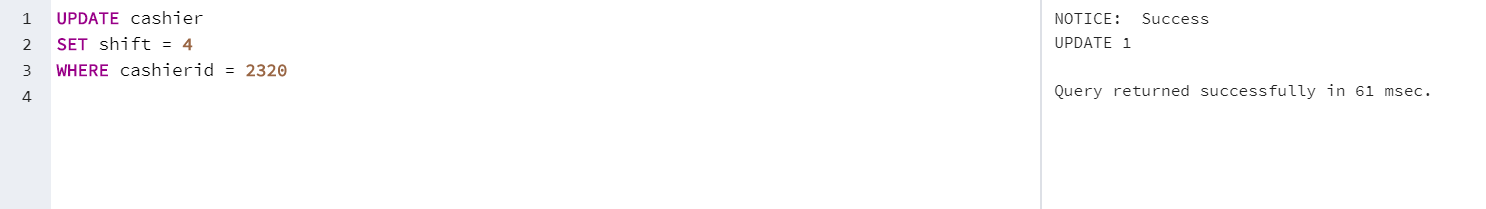 1 UPDATE cashier
2 SET shift = 4
3 WHERE cashierid = 2320
4
NOTICE:  Success
UPDATE 1
Query returned successfully in 61 msec.